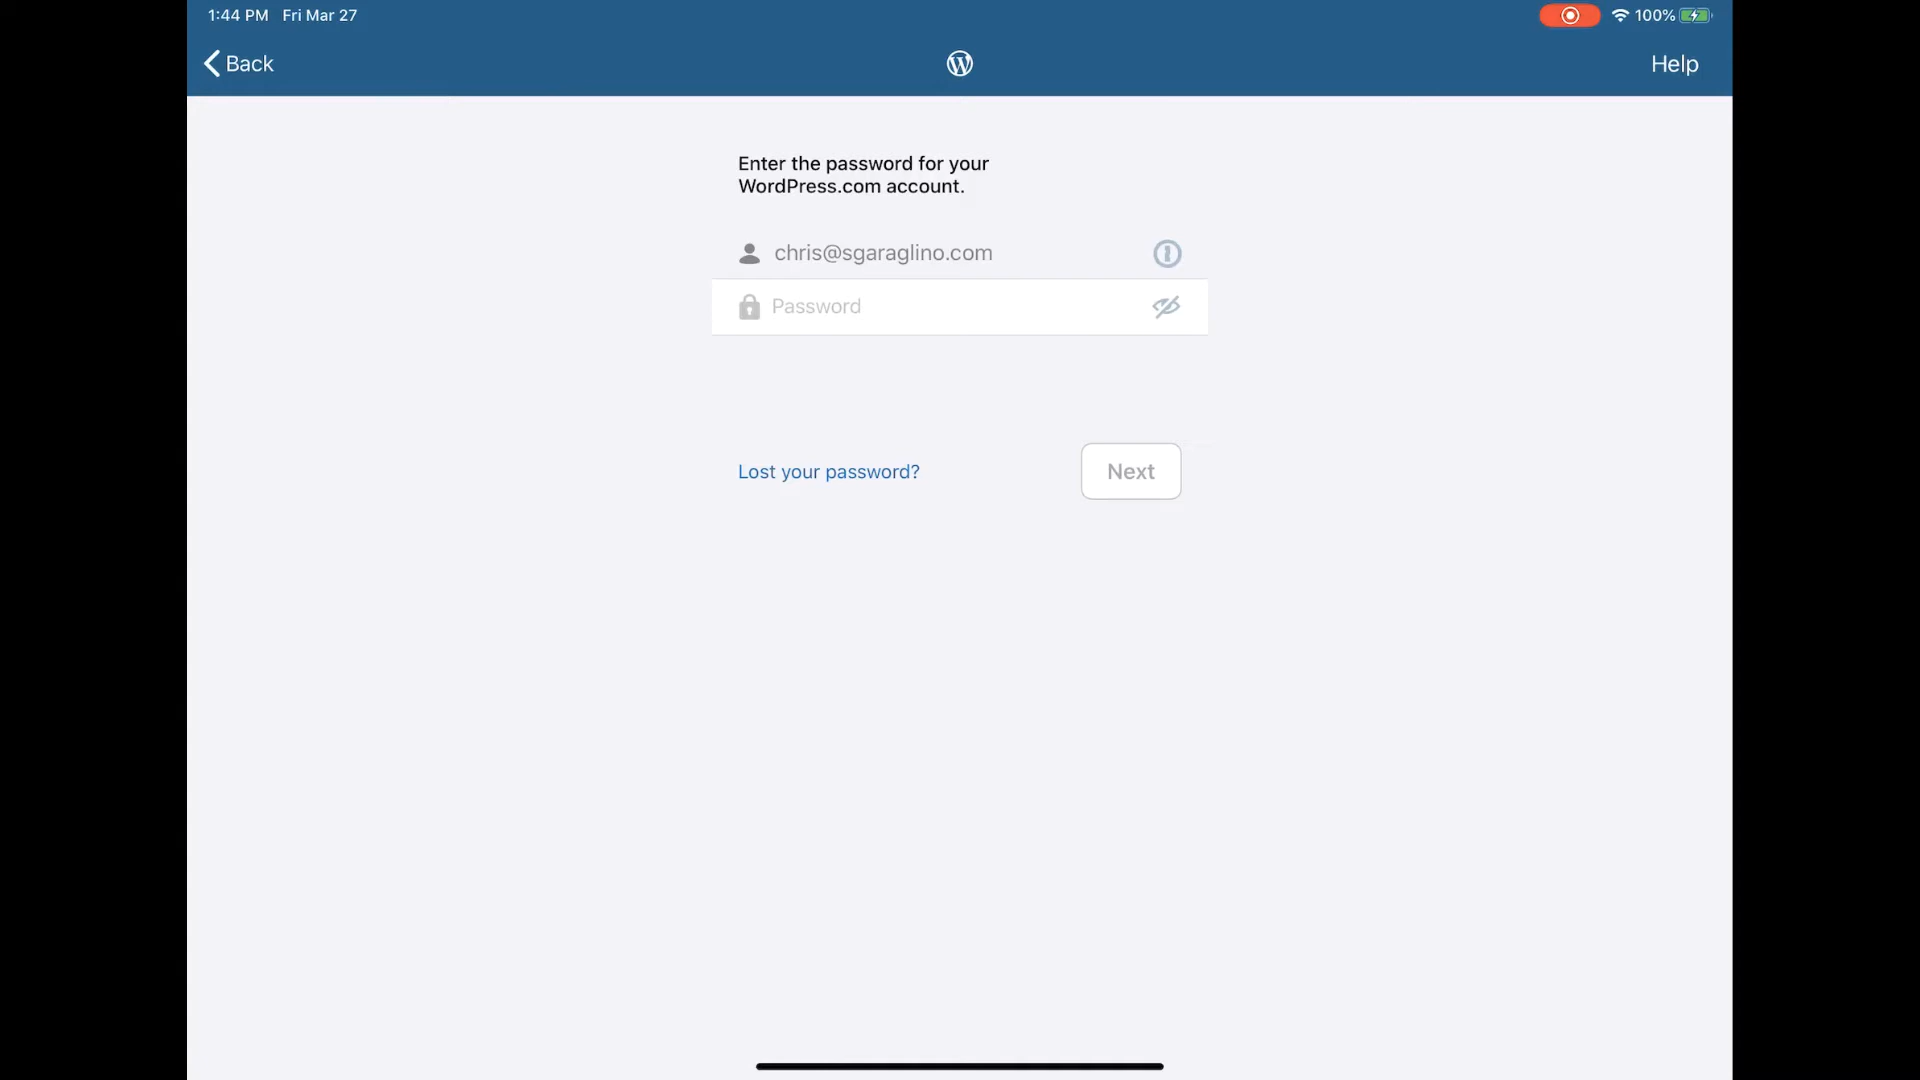 1:44 PM Fri Mar 27
100%
Back
Help
Enter the password for your
WordPress.com account.
chris@sgaraglino.com
Password
Lost your password?
Next